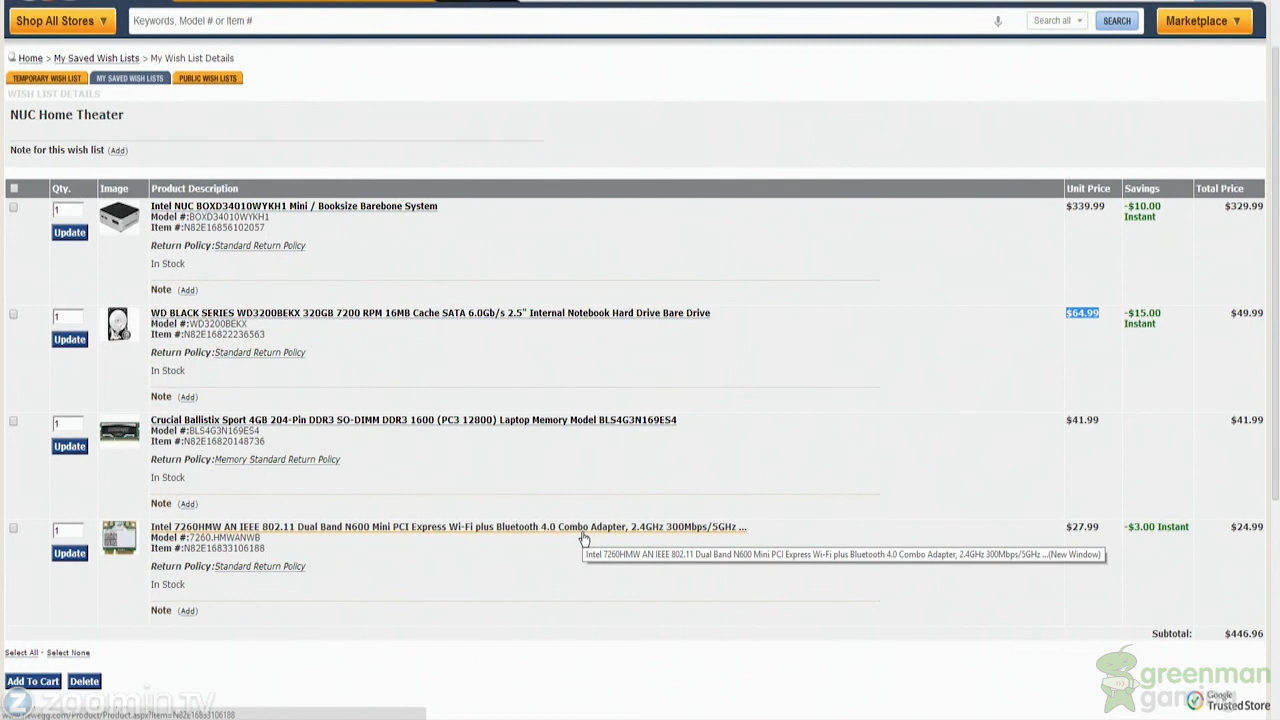 Shop All Stores ▼
Keywords, Model # or Item #
Search all
SEARCH
Marketplace ▼
Home > My Saved Wish Lists > My Wish List Details
TEMPORARY WISH LIST
MY SAVED WISH LISTS
PUBLIC WISH LISTS
WISH LIST DETAILS
NUC Home Theater
Note for this wish list (Add)
Qty. Image Product Description Unit Price Savings Total Price
1 Intel NUC BOXD34010WYKH1 Mini / Booksize Barebone System $339.99 -$10.00 $329.99
Model #:BOXD34010WYKH1 Instant
Item #:N82E16856102057
Update
Return Policy:Standard Return Policy
In Stock
Note (Add)
1 WD BLACK SERIES WD3200BEKX 320GB 7200 RPM 16MB Cache SATA 6.0Gb/s 2.5" Internal Notebook Hard Drive Bare Drive $64.99 -$15.00 $49.99
Model #:WD3200BEKX Instant
Item #:N82E16822236563
Update
Return Policy:Standard Return Policy
In Stock
Note (Add)
1 Crucial Ballistix Sport 4GB 204-Pin DDR3 SO-DIMM DDR3 1600 (PC3 12800) Laptop Memory Model BLS4G3N169ES4 $41.99 $41.99
Model #:BLS4G3N169ES4
Item #:N82E16820148736
Update
Return Policy:Memory Standard Return Policy
In Stock
Note (Add)
1 Intel 7260HMW AN IEEE 802.11 Dual Band N600 Mini PCI Express Wi-Fi plus Bluetooth 4.0 Combo Adapter, 2.4GHz 300Mbps/5GHz ... $27.99 -$3.00 Instant $24.99
Model #:7260.HMWANWB
Item #:N82E16833106188
Update
Intel 7260HMW AN IEEE 802.11 Dual Band N600 Mini PCI Express Wi-Fi plus Bluetooth 4.0 Combo Adapter, 2.4GHz 300Mbps/5GHz ...(New Window)
Return Policy:Standard Return Policy
In Stock
Note (Add)
Subtotal: $446.96
Select All - Select None
Add To Cart Delete
greenman
Google
Trusted Store
zoomin.tv
www.newegg.com/Product/Product.aspx?Item=N82E16833106188